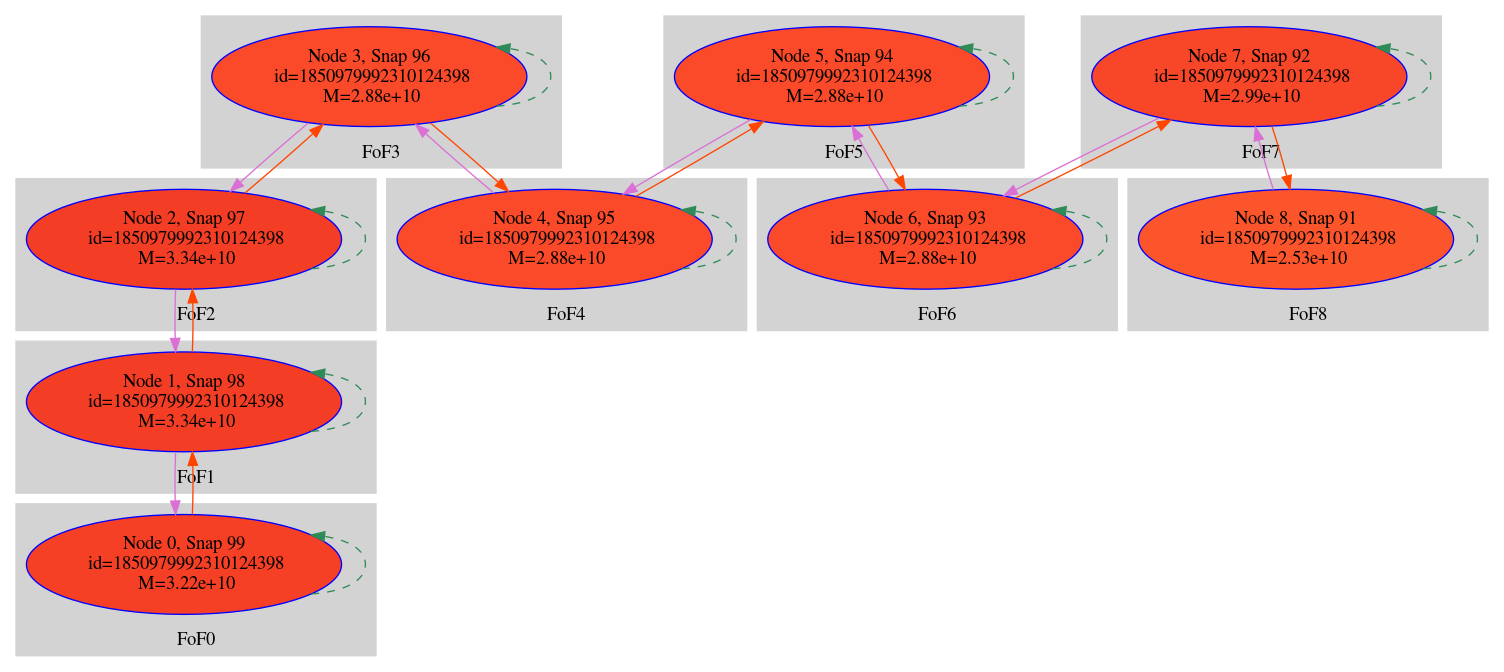 Node 3, Snap 96
id=1850979992310124398
M=2.88e+10
FoF3
Node 5, Snap 94
id=1850979992310124398
M=2.88e+10
FoF5
Node 7, Snap 92
id=1850979992310124398
M=2.99e+10
FoF7
Node 2, Snap 97
id=1850979992310124398
M=3.34e+10
FoF2
Node 4, Snap 95
id=1850979992310124398
M=2.88e+10
FoF4
Node 6, Snap 93
id=1850979992310124398
M=2.88e+10
FoF6
Node 8, Snap 91
id=1850979992310124398
M=2.53e+10
FoF8
Node 1, Snap 98
id=1850979992310124398
M=3.34e+10
FoF1
Node 0, Snap 99
id=1850979992310124398
M=3.22e+10
FoF0